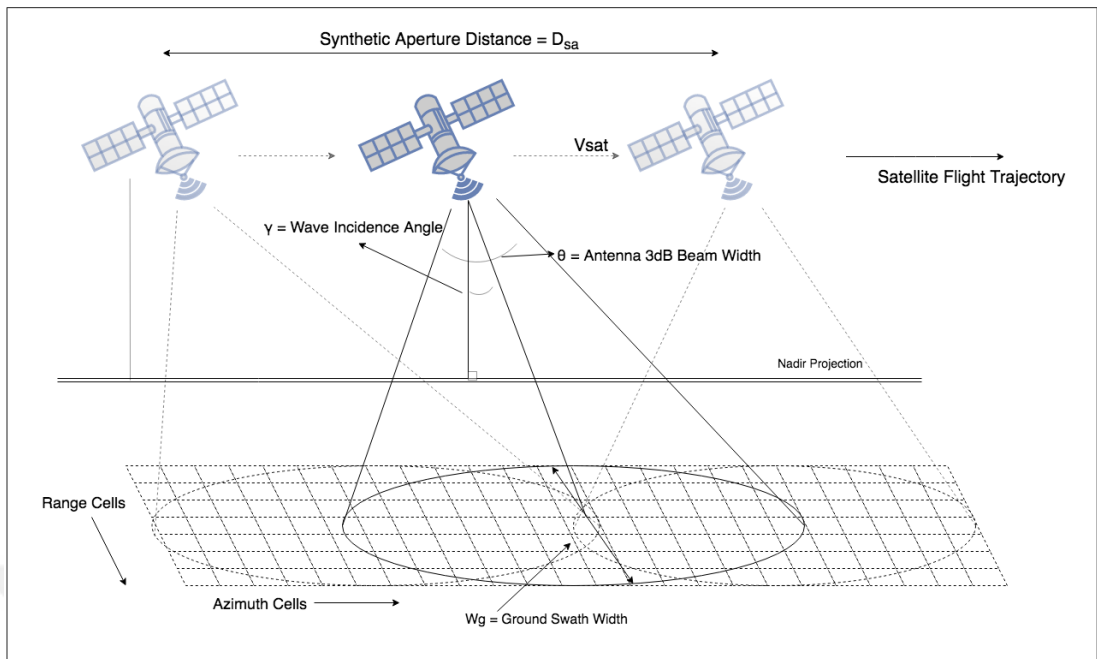 Synthetic Aperture Distance = Dsa
Vsat
Satellite Flight Trajectory
γ = Wave Incidence Angle
θ = Antenna 3dB Beam Width
Nadir Projection
Range Cells
Azimuth Cells
Wg = Ground Swath Width